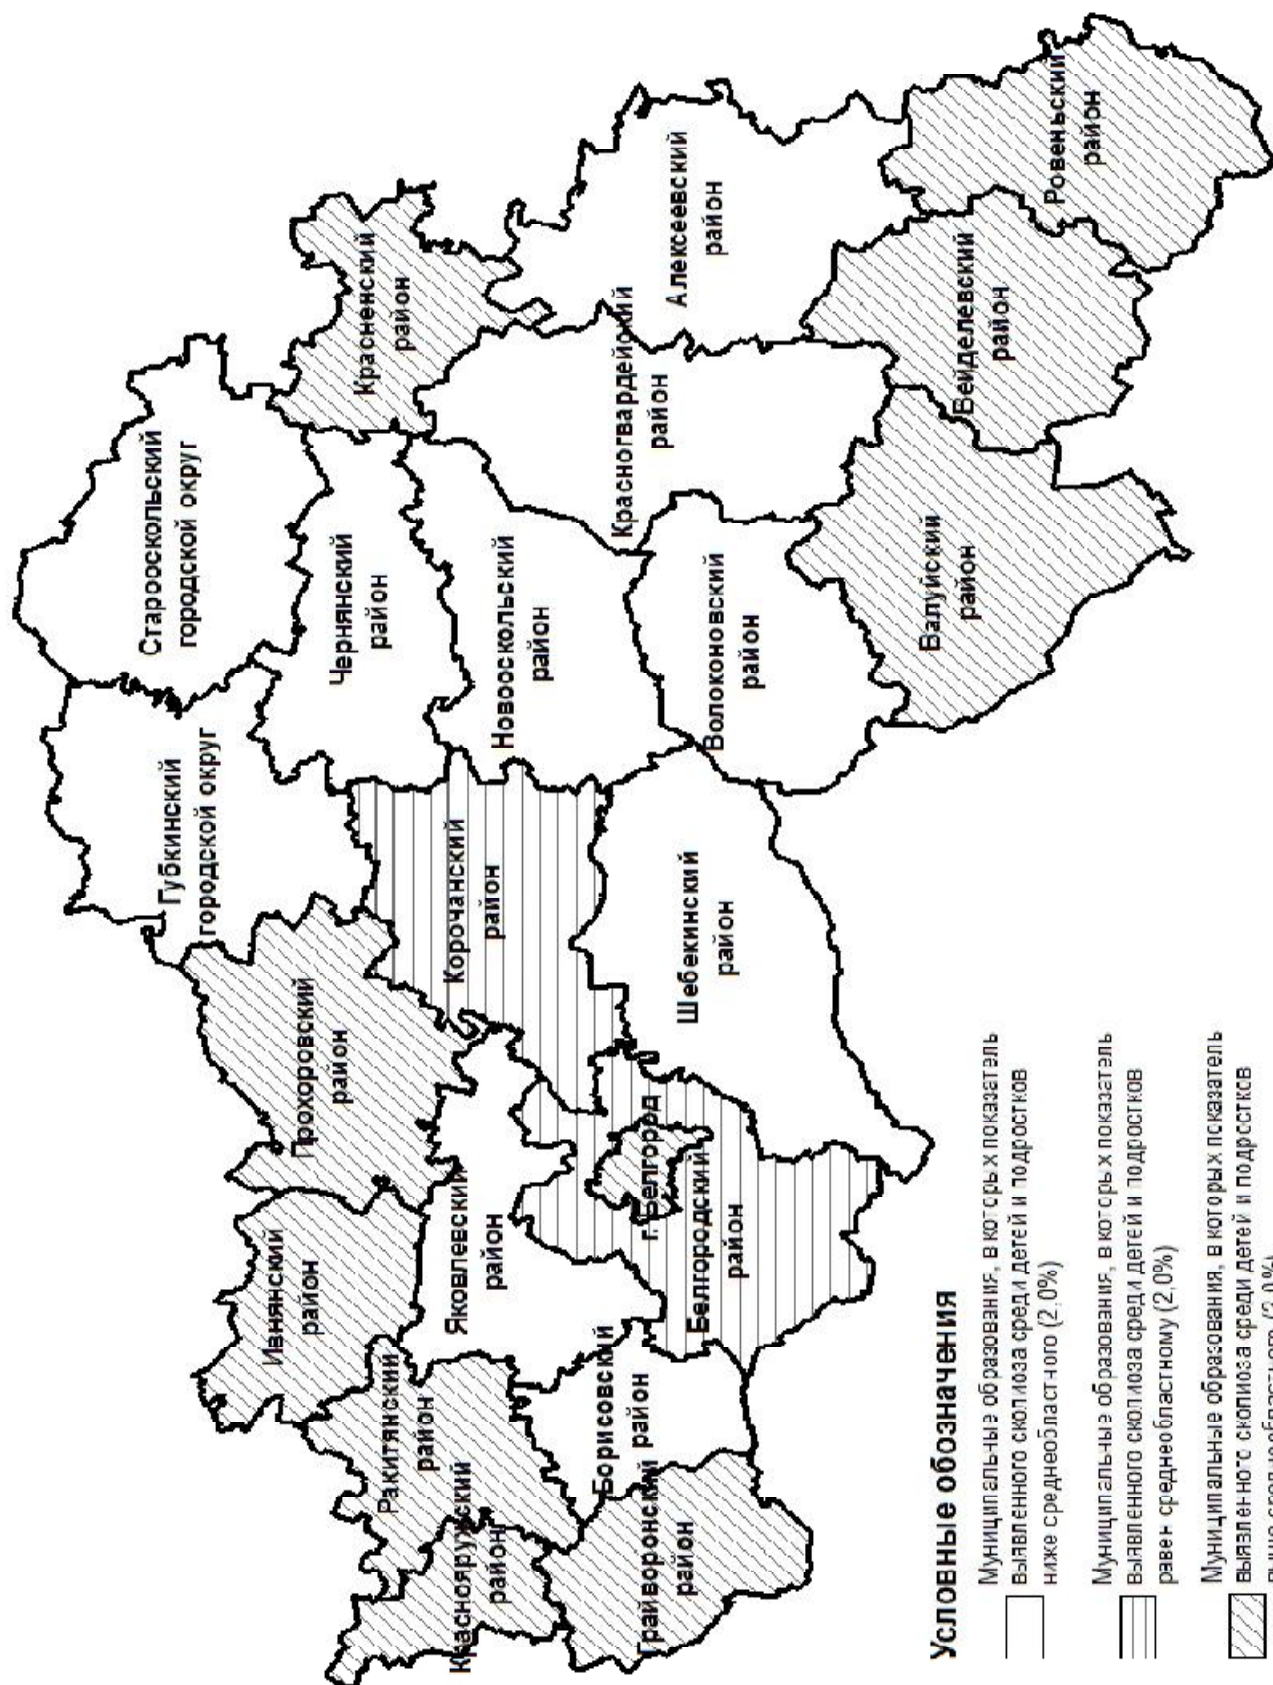 Старооскольский
городской округ
Губкинский
городской округ
Красненский
район
Чернянский
район
Прохоровский
район
Ивнянский
район
Ракитянский
район
Краснояружский
район
Корочанский
район
Новооскольский
район
Яковлевский
район
Красногвардейский
район
Алексеевский
район
Борисовский
район
Грайворонский
район
г. Белгород
Белгородский
район
Шебекинский
район
Волоконовский
район
Валуйский
район
Вейделевский
район
Ровеньский
район
Условные обозначения
Муниципальные образования, в которых показатель
выявленного сколиоза среди детей и подростков
ниже среднеобластного (2,0%)
Муниципальные образования, в которых показатель
выявленного сколиоза среди детей и подростков
равен среднеобластному (2,0%)
Муниципальные образования, в которых показатель
выявленного сколиоза среди детей и подростков